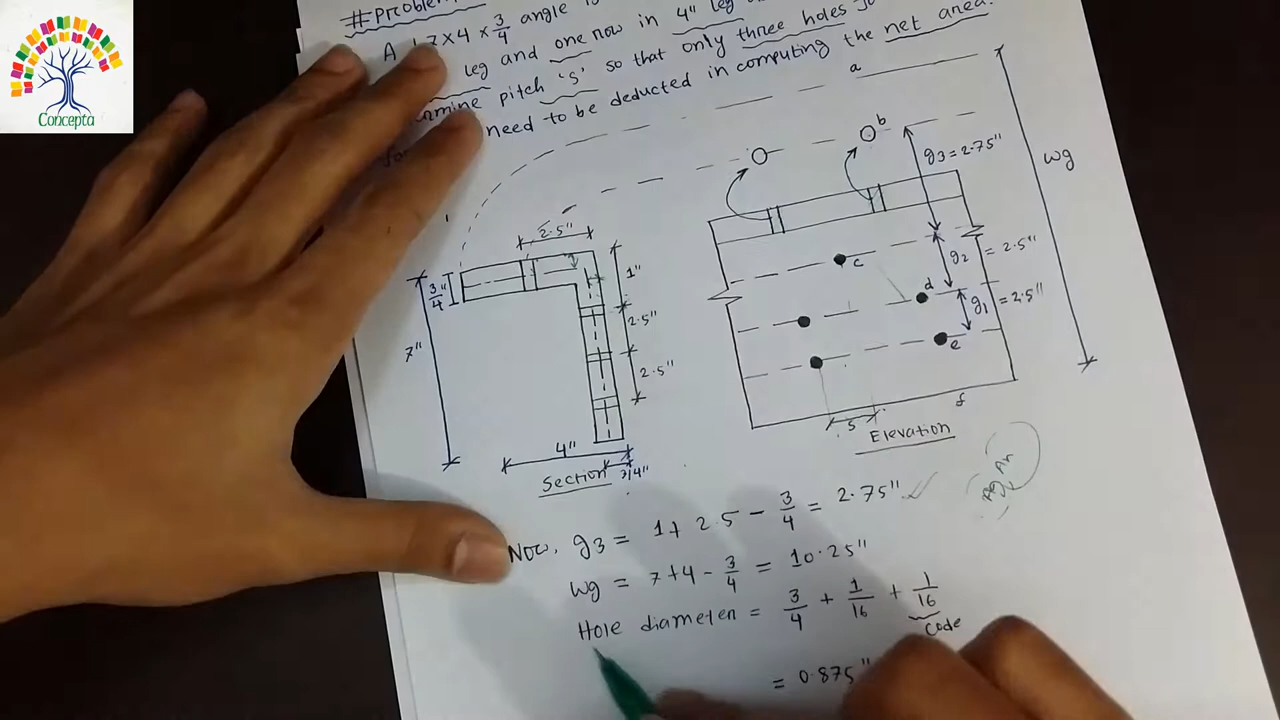 Concepta
#Problem
A L7×4×3/4 angle
leg and one row in 4" leg
pitch 's' so that only three holes
need to be deducted in computing the net area.
a
b
g3=2.75"
wg
2.5"
3/4"
1"
c
g2 = 2.5"
d
g1 = 2.5"
2.5"
7"
2.5"
e
f
s
4"
Elevation
Section 3/4"
Now, g3 = 1 + 2.5 - 3/4 = 2.75"
wg = 7+4 - 3/4 = 10.25"
Hole diameter = 3/4 + 1/16 + 1/16
Code
= 0.875"